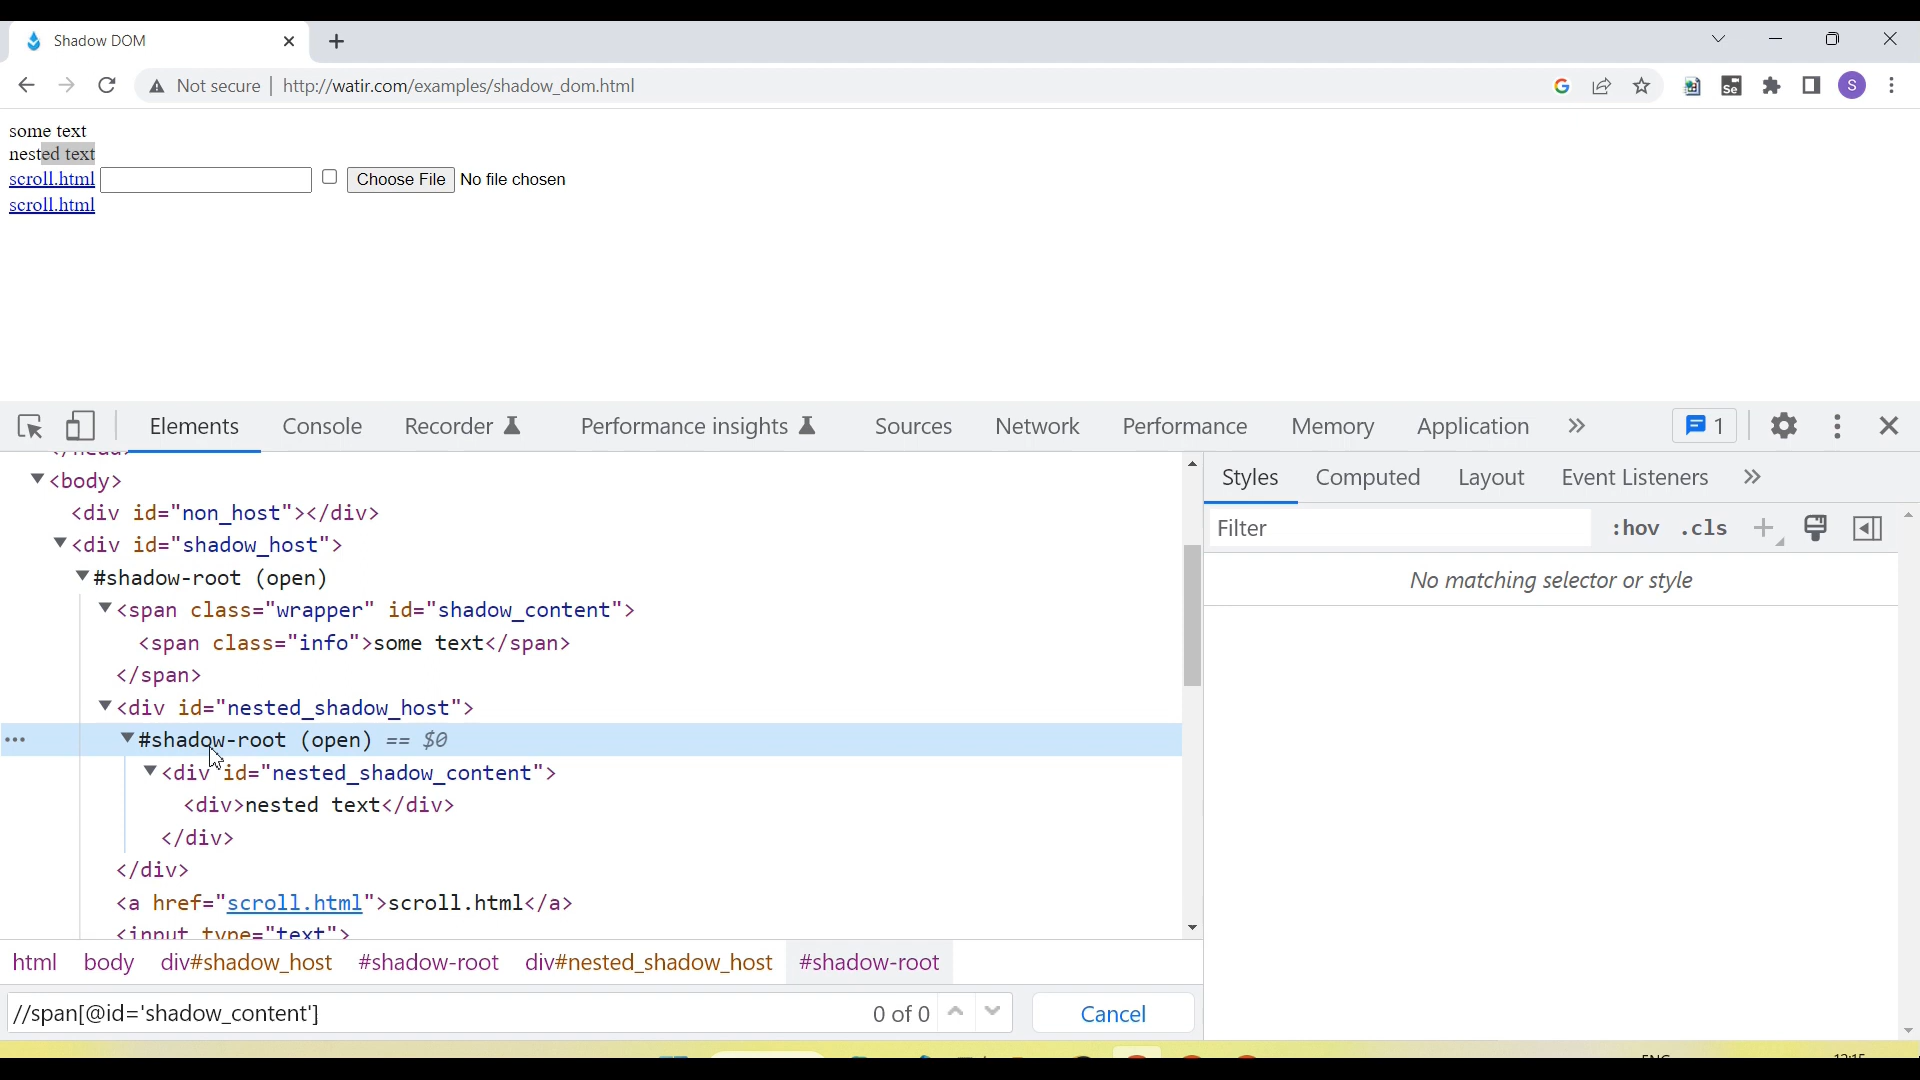 Shadow DOM
Not secure http://watir.com/examples/shadow_dom.html
Se
S
some text
nested text
scroll.html Choose File No file chosen
scroll.html
Elements Console Recorder Performance insights Sources Network Performance Memory Application » 1
<body>
<div id="non_host"></div>
<div id="shadow_host">
#shadow-root (open)
<span class="wrapper" id="shadow_content">
<span class="info">some text</span>
</span>
<div id="nested_shadow_host">
#shadow-root (open) == $0
<div id="nested_shadow_content">
<div>nested text</div>
</div>
</div>
<a href="scroll.html">scroll.html</a>
<input type="text">
html body div#shadow_host #shadow-root div#nested_shadow_host #shadow-root
//span[@id='shadow_content'] 0 of 0 Cancel
Styles Computed Layout Event Listeners »
Filter :hov .cls
No matching selector or style